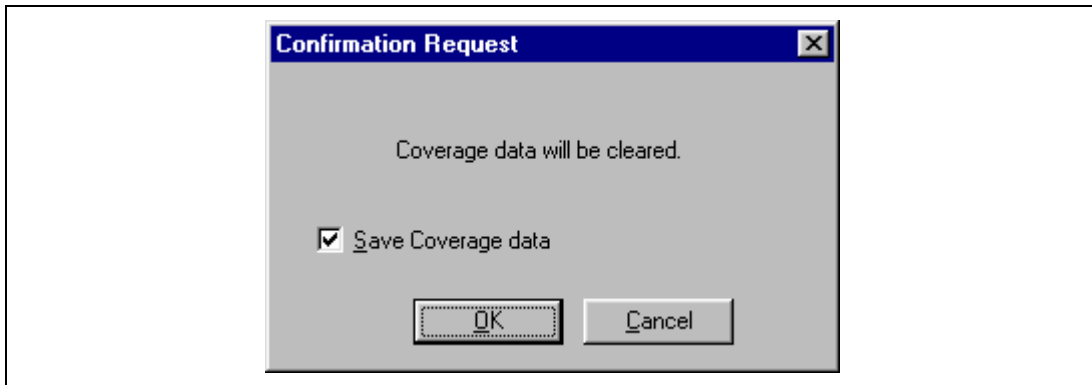 Confirmation Request
Coverage data will be cleared.
Save Coverage data
OK
Cancel